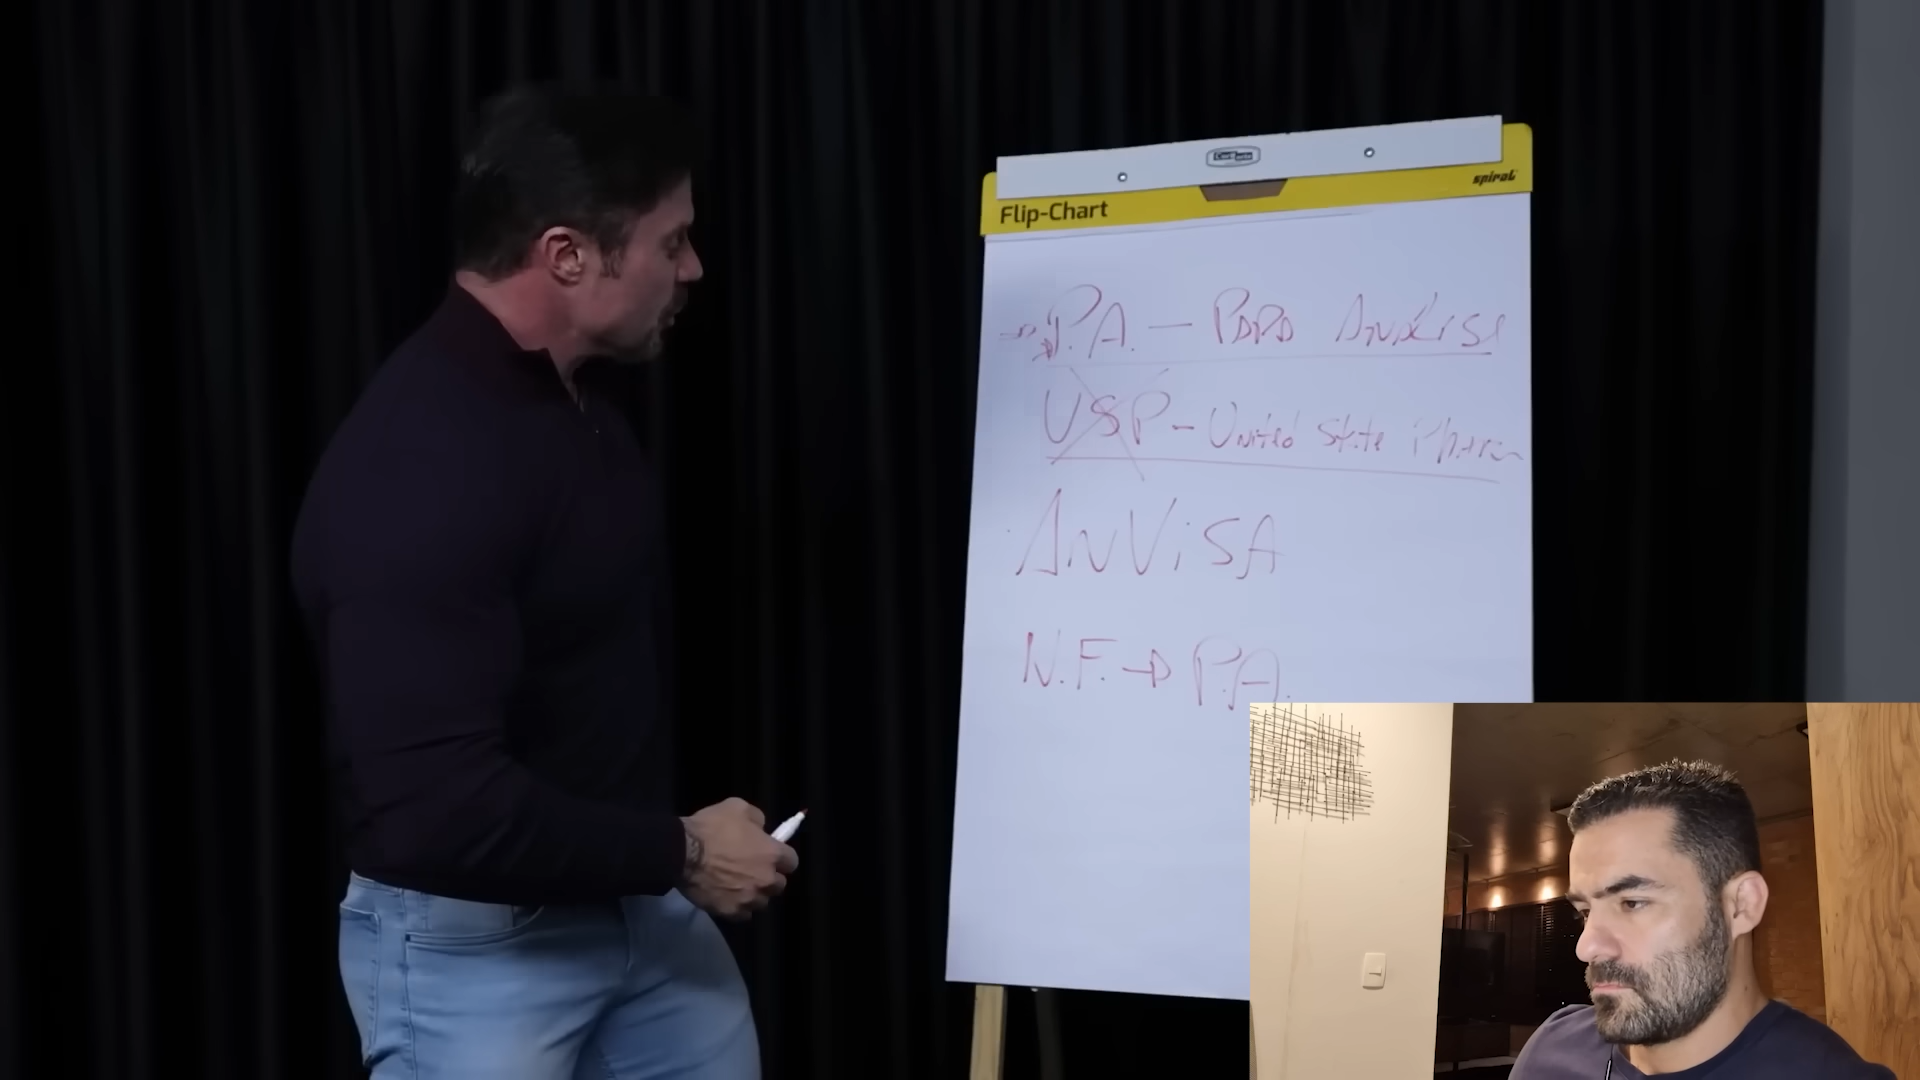 spiral
Flip-Chart
P.A. - PARA ANÁLISE
USP - United State Pharm
ANViSA
N.F. → P.A.